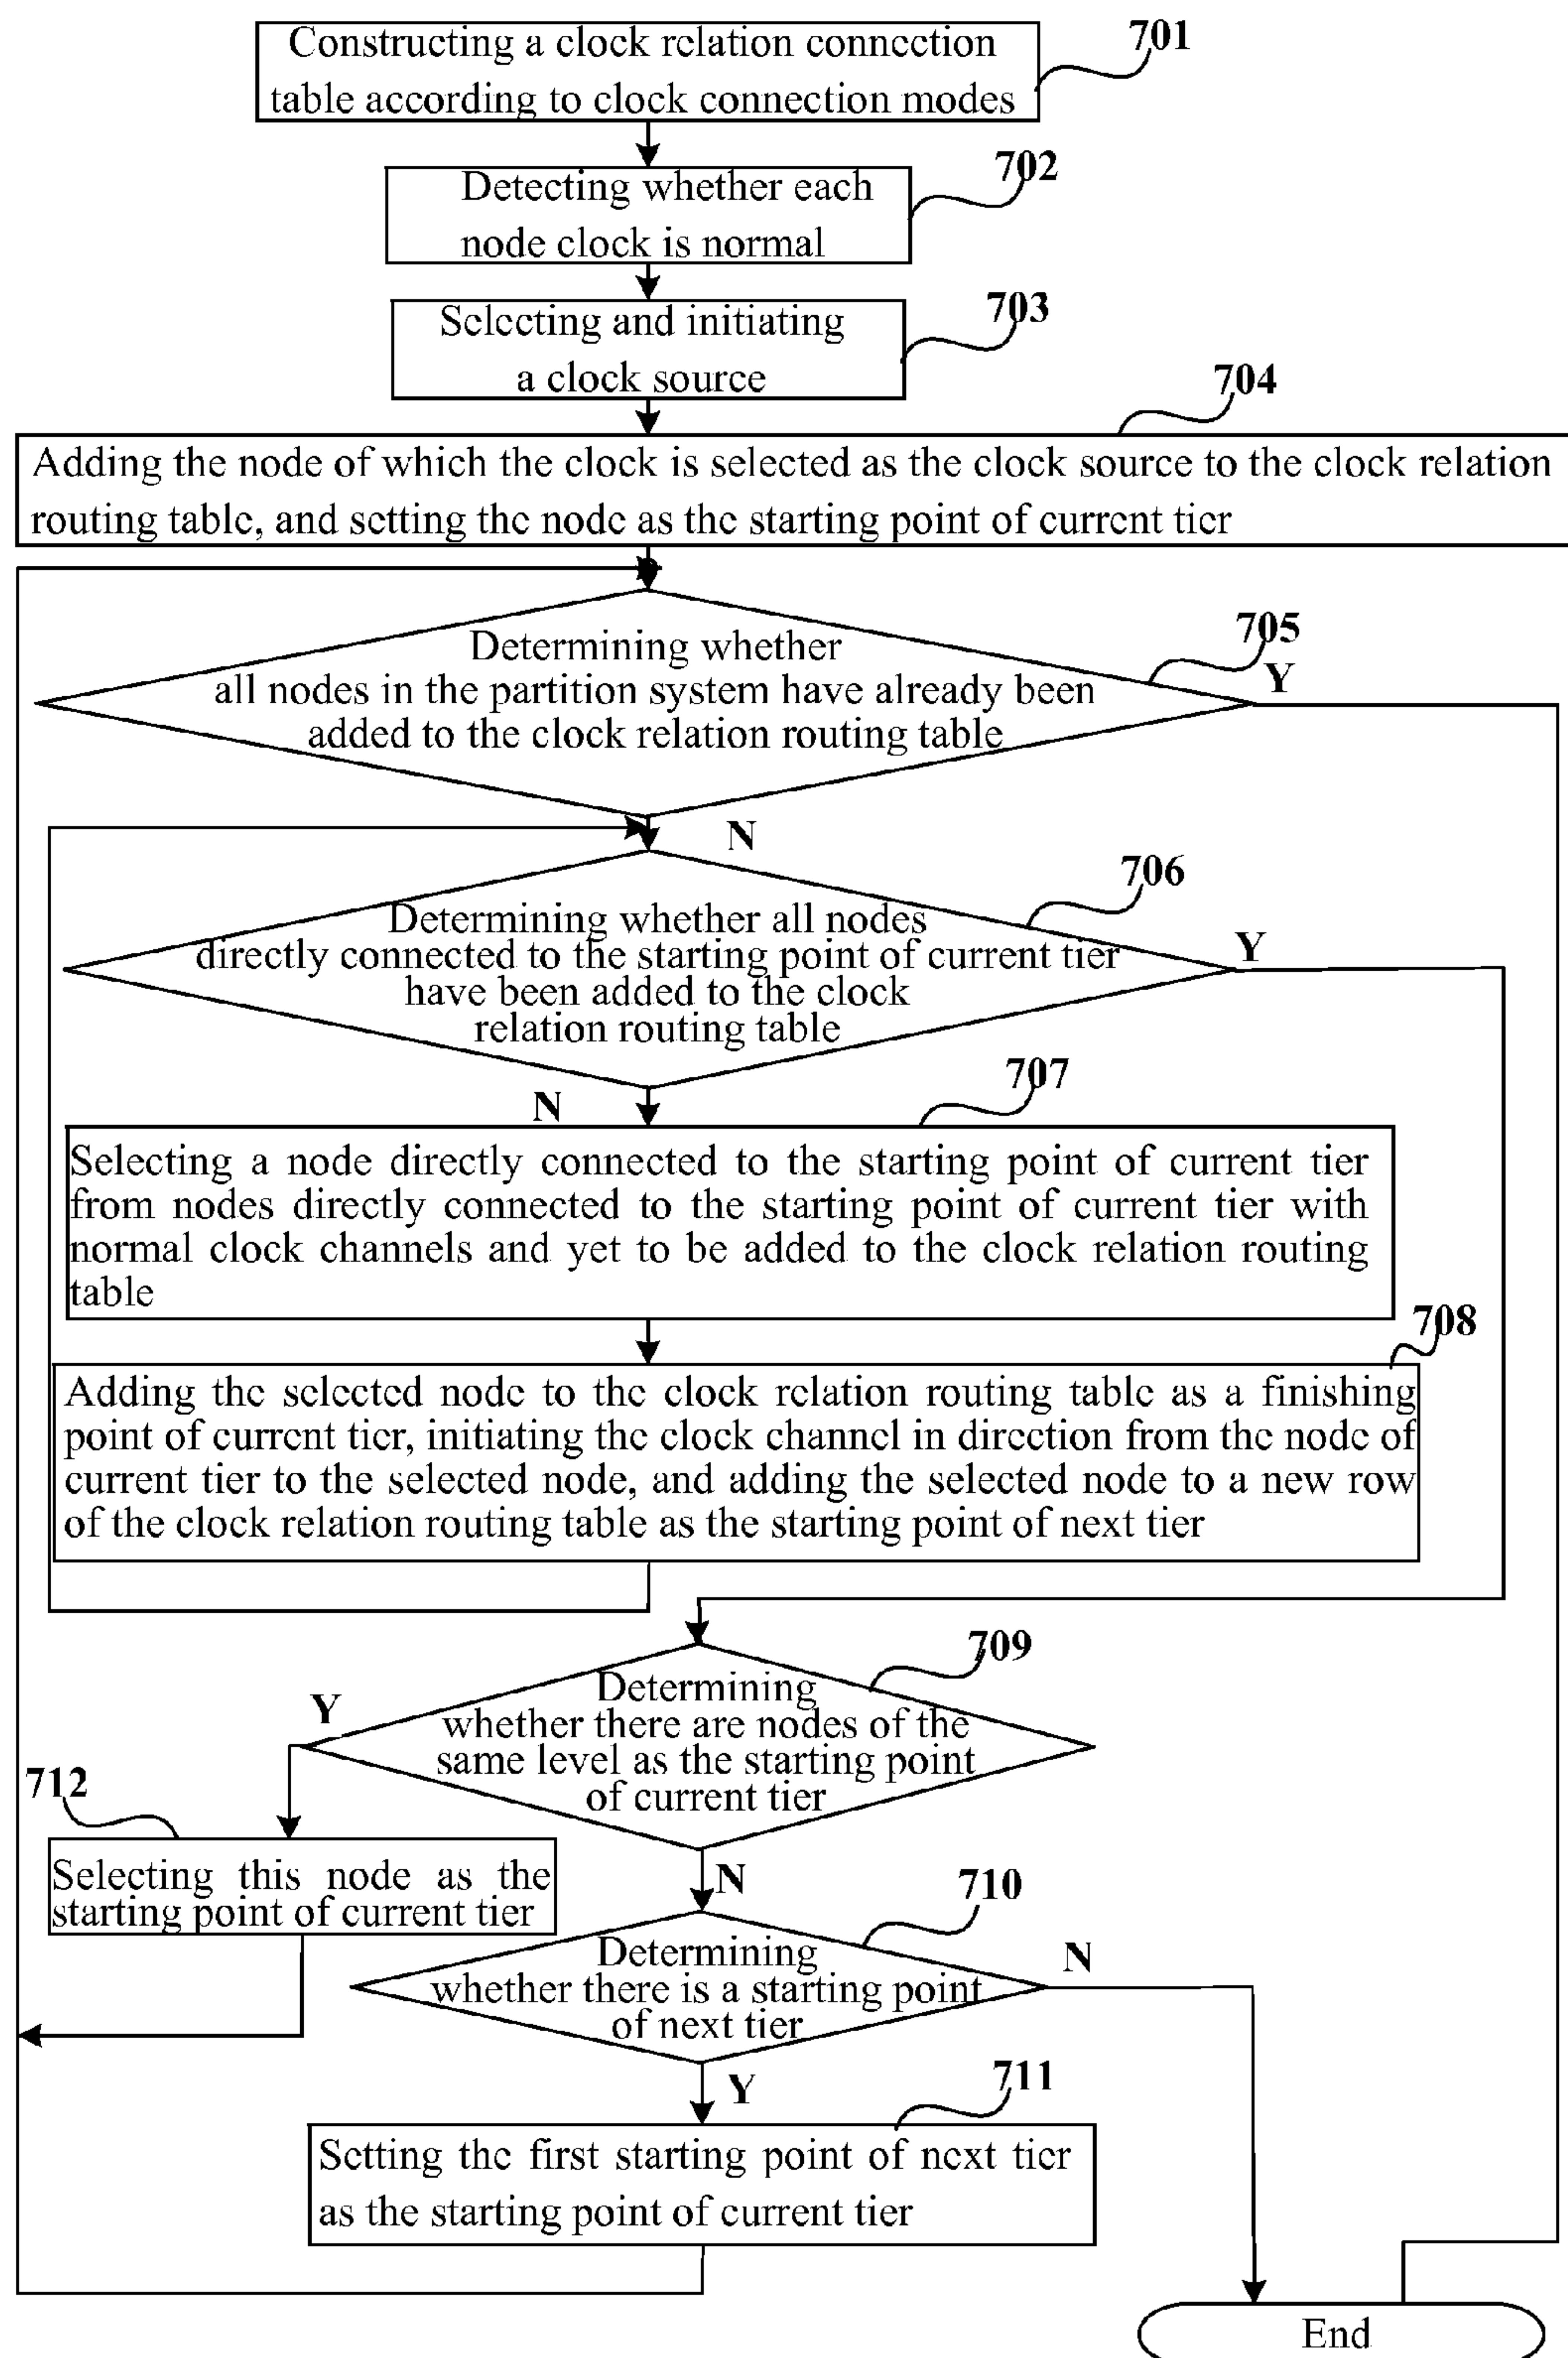 Constructing a clock relation connection
table according to clock connection modes
701
Detecting whether each
node clock is normal
702
Selecting and initiating
a clock source
703
704
Adding the node of which the clock is selected as the clock source to the clock relation
routing table, and setting the node as the starting point of current tier
705
Determining whether
all nodes in the partition system have already been
added to the clock relation routing table
Y
N
706
Determining whether all nodes
directly connected to the starting point of current tier
have been added to the clock
relation routing table
Y
N
707
Selecting a node directly connected to the starting point of current tier
from nodes directly connected to the starting point of current tier with
normal clock channels and yet to be added to the clock relation routing
table
708
Adding the selected node to the clock relation routing table as a finishing
point of current tier, initiating the clock channel in direction from the node of
current tier to the selected node, and adding the selected node to a new row
of the clock relation routing table as the starting point of next tier
709
Determining
whether there are nodes of the
same level as the starting point
of current tier
Y
712
Selecting this node as the
starting point of current tier
N
710
Determining
whether there is a starting point
of next tier
N
Y
711
Setting the first starting point of next tier
as the starting point of current tier
End